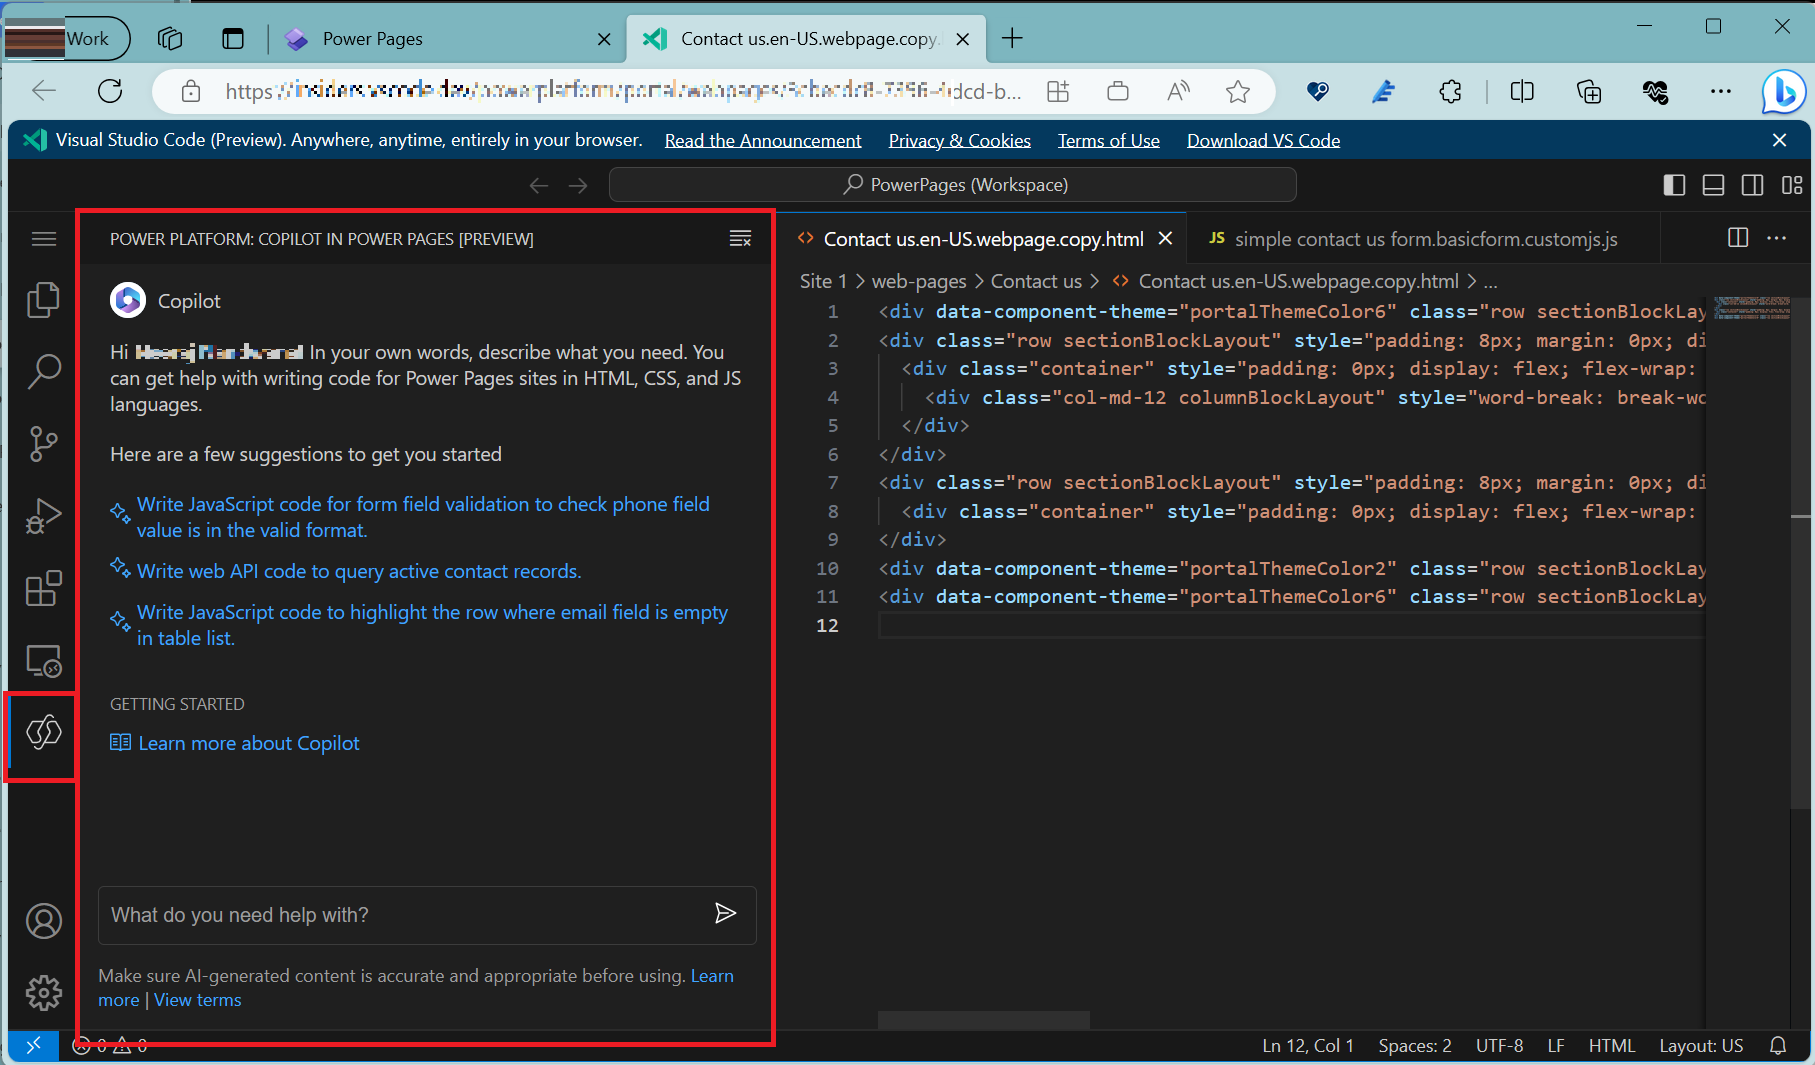 Work
Power Pages
Contact us.en-US.webpage.copy.
https
dcd-b...
Visual Studio Code (Preview). Anywhere, anytime, entirely in your browser. Read the Announcement Privacy & Cookies Terms of Use Download VS Code
PowerPages (Workspace)
POWER PLATFORM: COPILOT IN POWER PAGES [PREVIEW]
Copilot
Hi In your own words, describe what you need. You
can get help with writing code for Power Pages sites in HTML, CSS, and JS
languages.
Here are a few suggestions to get you started
Write JavaScript code for form field validation to check phone field
value is in the valid format.
Write web API code to query active contact records.
Write JavaScript code to highlight the row where email field is empty
in table list.
GETTING STARTED
Learn more about Copilot
What do you need help with?
Make sure AI-generated content is accurate and appropriate before using. Learn
more | View terms
Contact us.en-US.webpage.copy.html
JS simple contact us form.basicform.customjs.js
Site 1 > web-pages > Contact us > <> Contact us.en-US.webpage.copy.html > ...
1 <div data-component-theme="portalThemeColor6" class="row sectionBlockLay
2 <div class="row sectionBlockLayout" style="padding: 8px; margin: 0px; di
3 <div class="container" style="padding: 0px; display: flex; flex-wrap:
4 <div class="col-md-12 columnBlockLayout" style="word-break: break-wo
5 </div>
6 </div>
7 <div class="row sectionBlockLayout" style="padding: 8px; margin: 0px; di
8 <div class="container" style="padding: 0px; display: flex; flex-wrap:
9 </div>
10 <div data-component-theme="portalThemeColor2" class="row sectionBlockLay
11 <div data-component-theme="portalThemeColor6" class="row sectionBlockLay
12
0 0
Ln 12, Col 1 Spaces: 2 UTF-8 LF HTML Layout: US